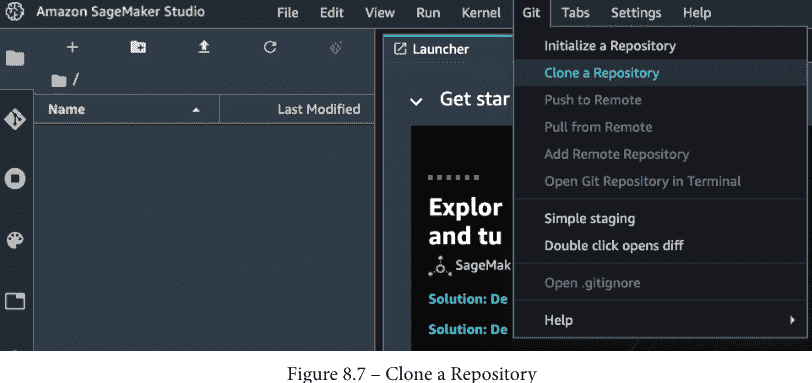 Amazon SageMaker Studio
File Edit View Run Kernel Git Tabs Settings Help
Launcher
/
Name Last Modified
Get star
Explor
and tu
SageMak
Solution: De
Solution: De
Initialize a Repository
Clone a Repository
Push to Remote
Pull from Remote
Add Remote Repository
Open Git Repository in Terminal
Simple staging
Double click opens diff
Open .gitignore
Help
Figure 8.7 – Clone a Repository